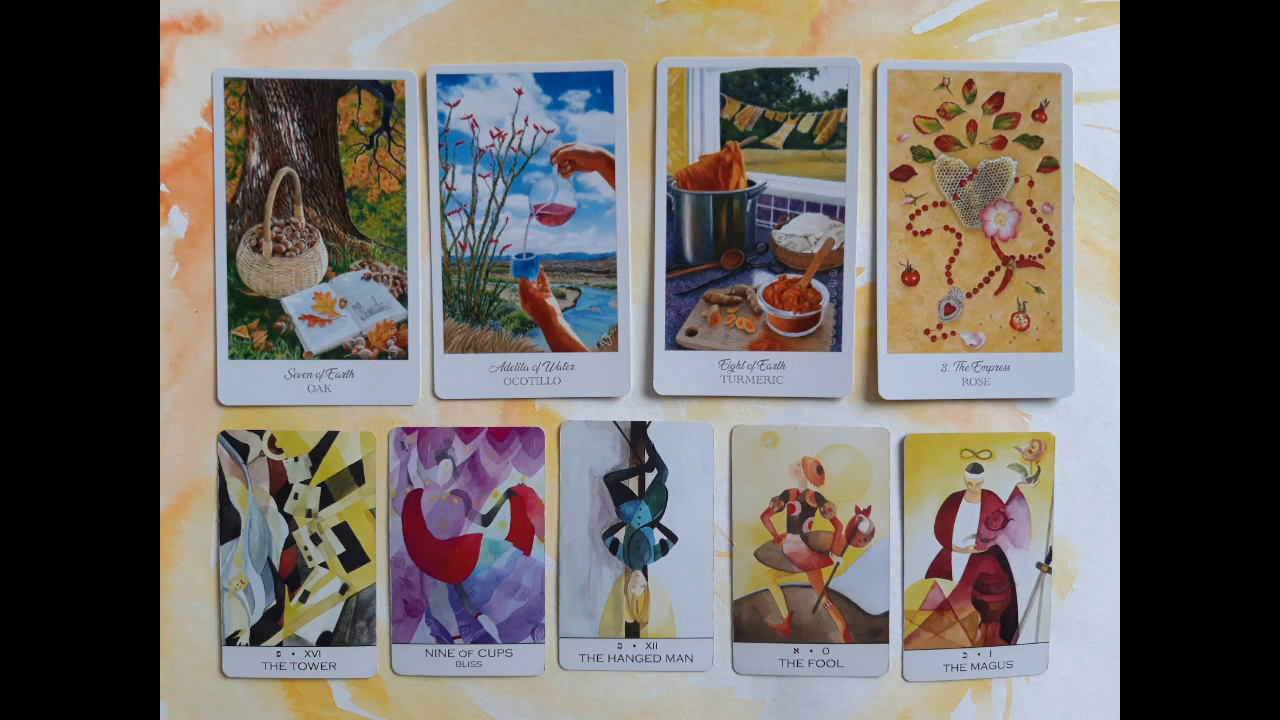 Seven of Earth
OAK
Adelita of Water
OCOTILLO
Eight of Earth
TURMERIC
3. The Empress
ROSE
פ • XVI
THE TOWER
NINE OF CUPS
BLISS
מ • XII
THE HANGED MAN
א • O
THE FOOL
ב • I
THE MAGUS